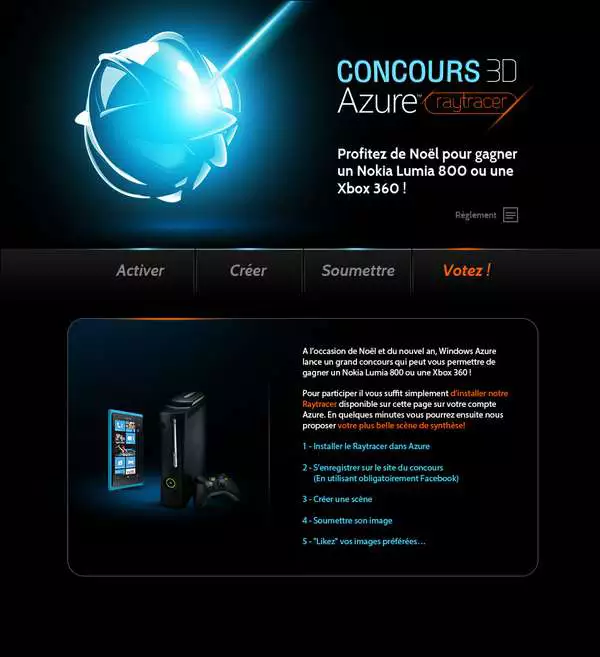 CONCOURS 3D
Azure™ raytracer
Profitez de Noël pour gagner
un Nokia Lumia 800 ou une
Xbox 360 !
Règlement
Activer
Créer
Soumettre
Votez !
A l'occasion de Noël et du nouvel an, Windows Azure
lance un grand concours qui peut vous permettre de
gagner un Nokia Lumia 800 ou une Xbox 360 !
Pour participer il vous suffit simplement d'installer notre
Raytracer disponible sur cette page sur votre compte
Azure. En quelques minutes vous pourrez ensuite nous
proposer votre plus belle scène de synthèse!
1 - Installer le Raytracer dans Azure
2 - S'enregistrer sur le site du concours
(En utilisant obligatoirement Facebook)
3 - Créer une scène
4 - Soumettre son image
5 - "Likez" vos images préférées...